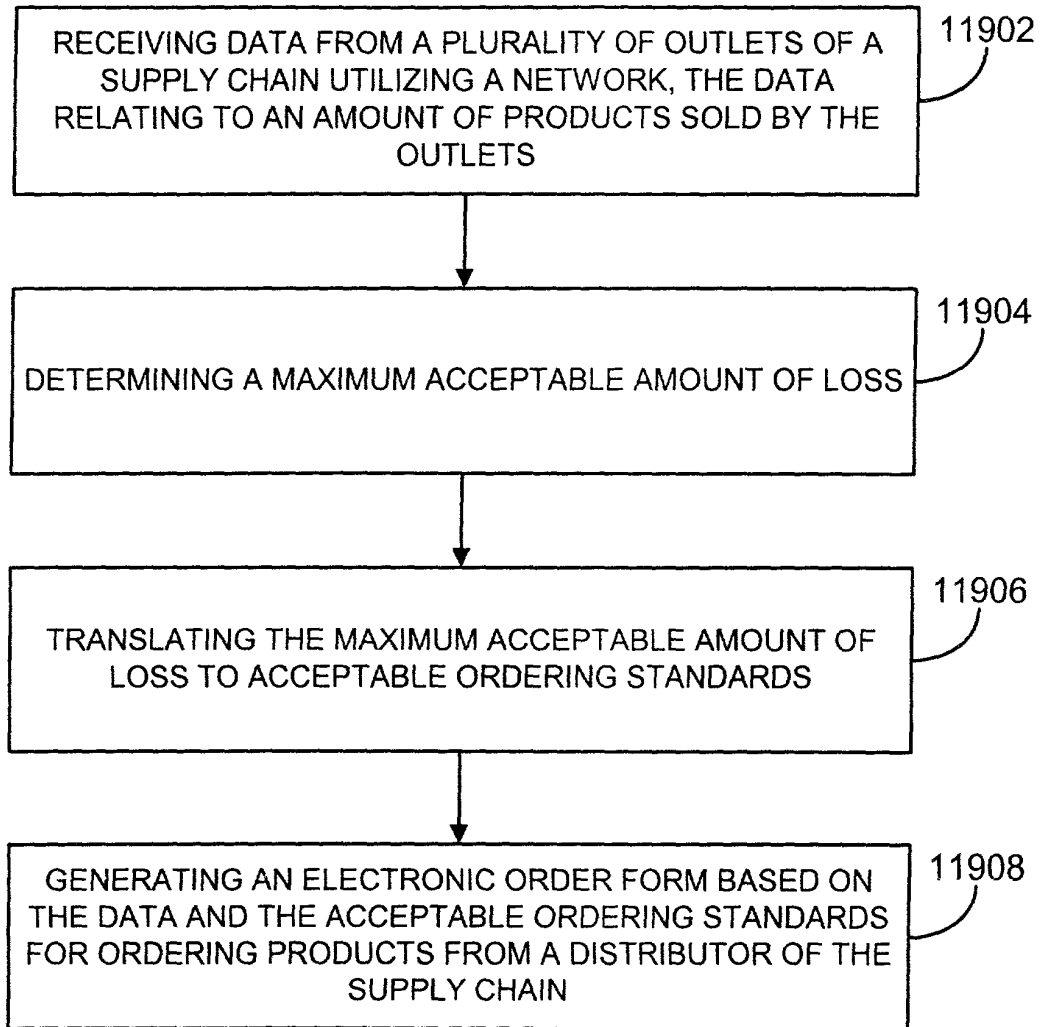 RECEIVING DATA FROM A PLURALITY OF OUTLETS OF A
SUPPLY CHAIN UTILIZING A NETWORK, THE DATA
RELATING TO AN AMOUNT OF PRODUCTS SOLD BY THE
OUTLETS
11902
DETERMINING A MAXIMUM ACCEPTABLE AMOUNT OF LOSS
11904
TRANSLATING THE MAXIMUM ACCEPTABLE AMOUNT OF
LOSS TO ACCEPTABLE ORDERING STANDARDS
11906
GENERATING AN ELECTRONIC ORDER FORM BASED ON
THE DATA AND THE ACCEPTABLE ORDERING STANDARDS
FOR ORDERING PRODUCTS FROM A DISTRIBUTOR OF THE
SUPPLY CHAIN
11908